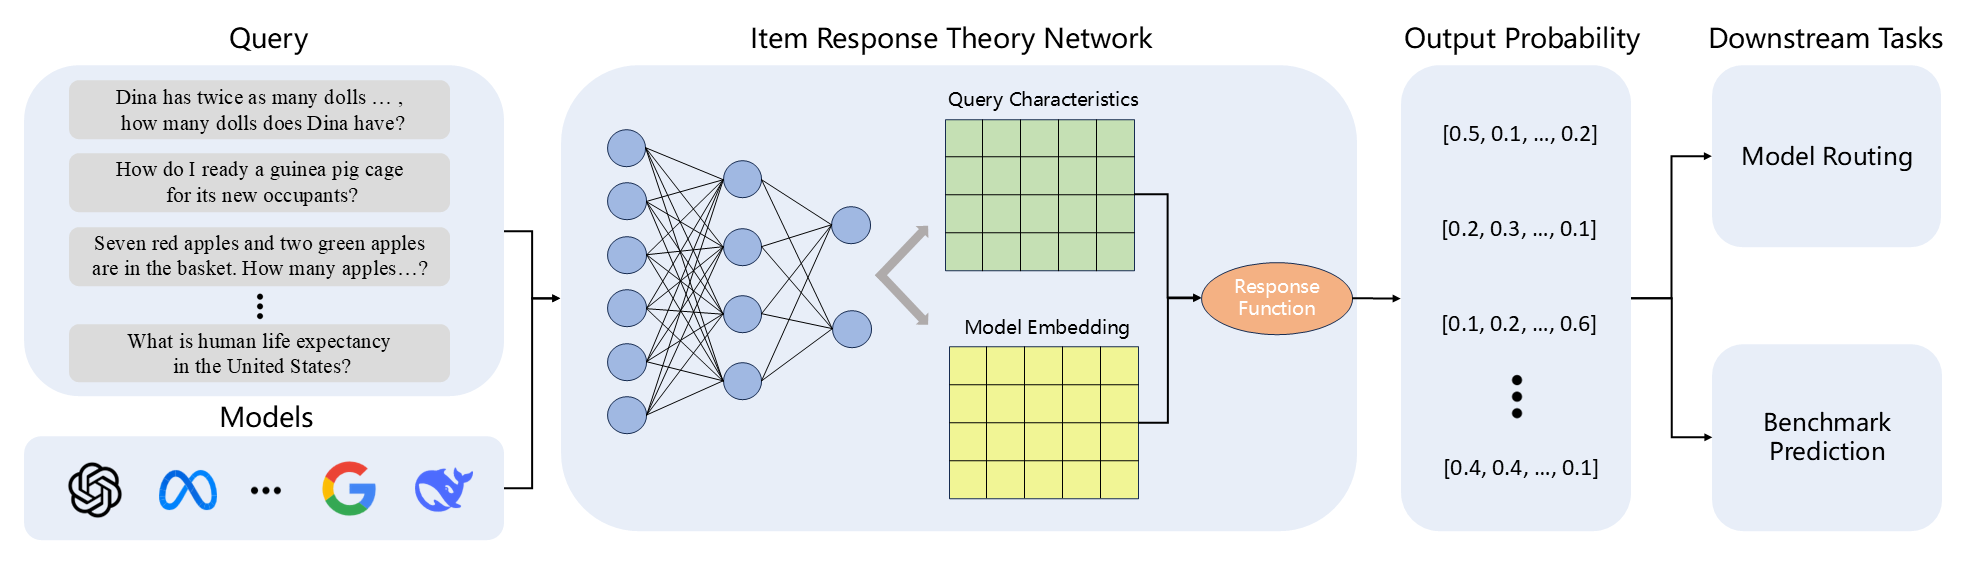 Query
Dina has twice as many dolls … ,
how many dolls does Dina have?
How do I ready a guinea pig cage
for its new occupants?
Seven red apples and two green apples
are in the basket. How many apples…?
What is human life expectancy
in the United States?
Models
Item Response Theory Network
Query Characteristics
Model Embedding
Response
Function
Output Probability
[0.5, 0.1, ..., 0.2]
[0.2, 0.3, ..., 0.1]
[0.1, 0.2, ..., 0.6]
[0.4, 0.4, ..., 0.1]
Downstream Tasks
Model Routing
Benchmark
Prediction